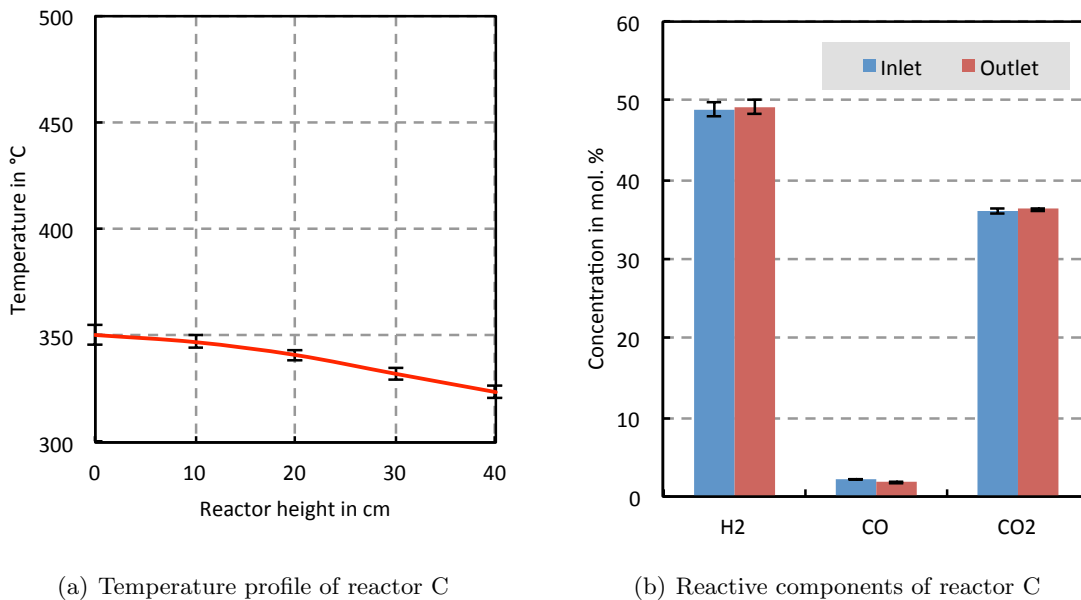 500
450
400
350
300
0
10
20
30
40
Temperature in °C
Reactor height in cm
(a) Temperature profile of reactor C
60
50
40
30
20
10
0
Inlet
Outlet
Concentration in mol. %
H2
CO
CO2
(b) Reactive components of reactor C